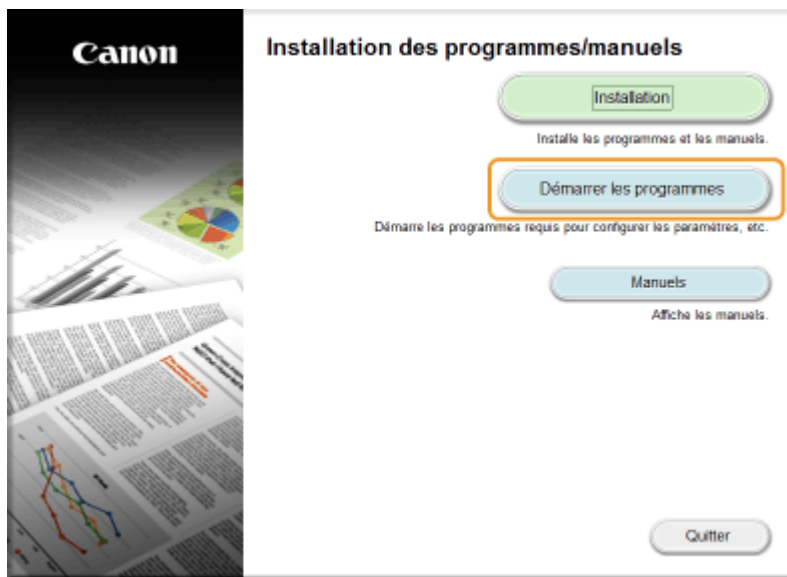 Canon
Installation des programmes/manuels
Installation
Installe les programmes et les manuels.
Démarrer les programmes
Démarre les programmes requis pour configurer les paramètres, etc.
Manuels
Affiche les manuels.
Quitter